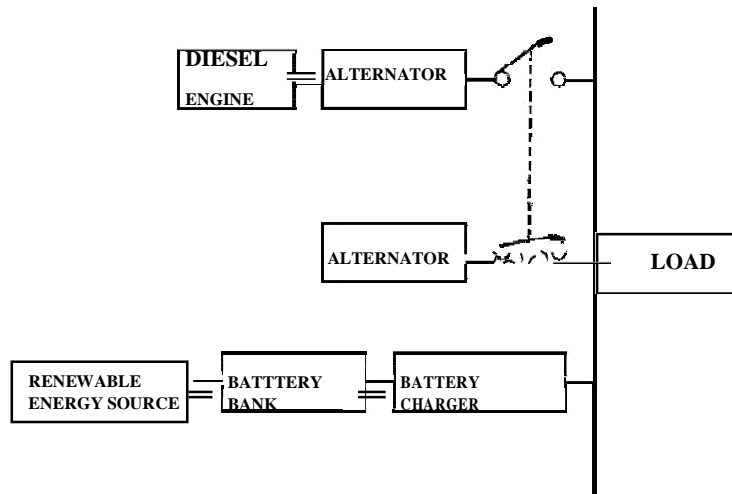 DIESEL
ENGINE
ALTERNATOR
ALTERNATOR
LOAD
RENEWABLE
ENERGY SOURCE
BATTTERY
BANK
BATTERY
CHARGER